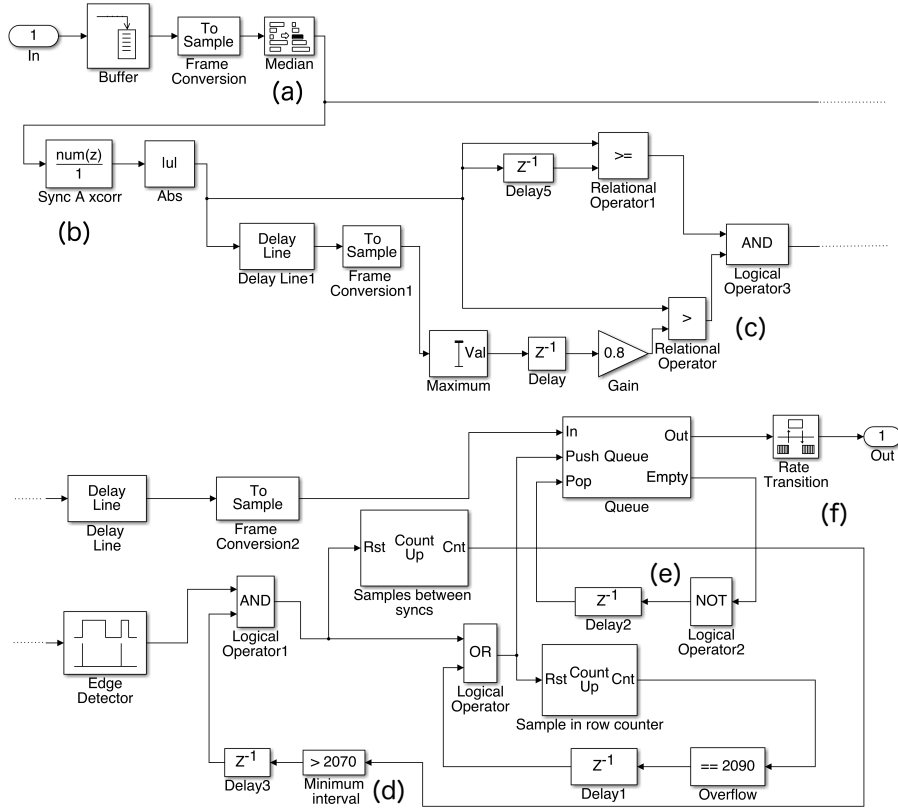 1
In
Buffer
To
Sample
Frame
Conversion
Median
(a)
num(z)
1
Sync A xcorr
|u|
Abs
(b)
Z-1
Delay5
>=
Relational
Operator1
Delay
Line
Delay Line1
To
Sample
Frame
Conversion1
AND
Logical
Operator3
>
Relational
Operator
(c)
Val
Maximum
Z-1
Delay
0.8
Gain
In
Push Queue
Pop
Out
Empty
Queue
Rate
Transition
1
Out
(f)
Delay
Line
Delay
Line
To
Sample
Frame
Conversion2
Rst Count Up Cnt
Samples between
syncs
(e)
Z-1
Delay2
NOT
Logical
Operator2
Edge
Detector
AND
Logical
Operator1
OR
Logical
Operator
Rst Count Up Cnt
Sample in row counter
Z-1
Delay3
> 2070
Minimum
interval
(d)
Z-1
Delay1
== 2090
Overflow